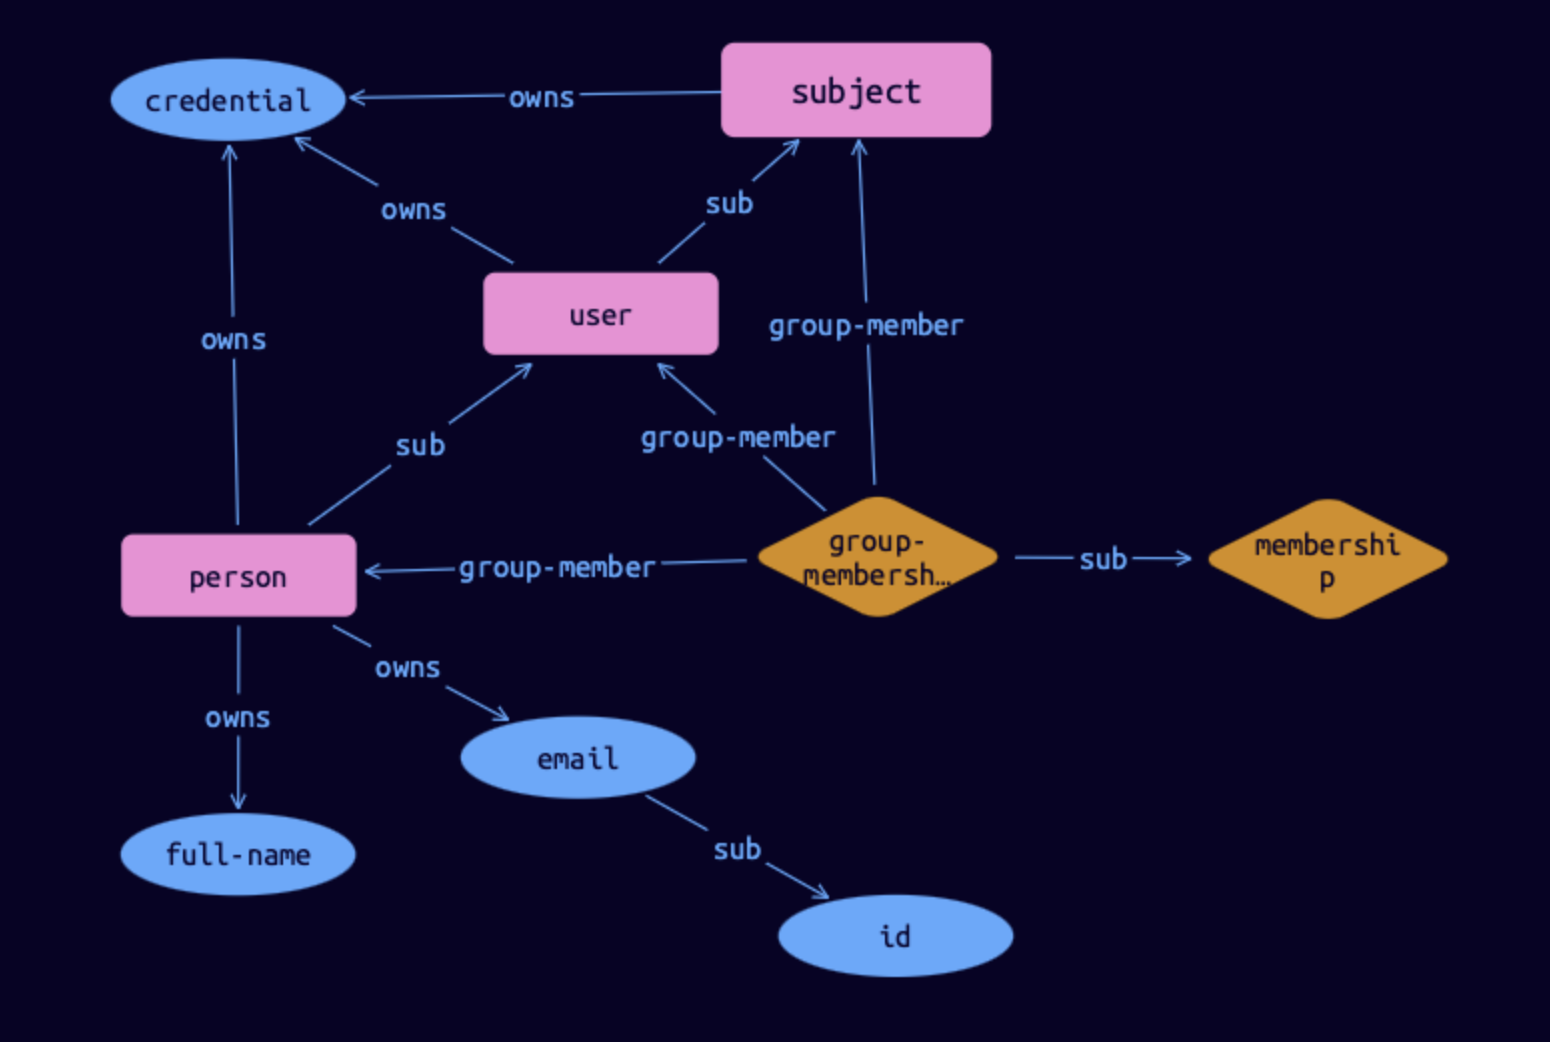 credential
owns
subject
owns
sub
user
owns
group-member
sub
group-member
person
group-member
group-
membersh…
sub
membershi
p
owns
owns
email
full-name
sub
id